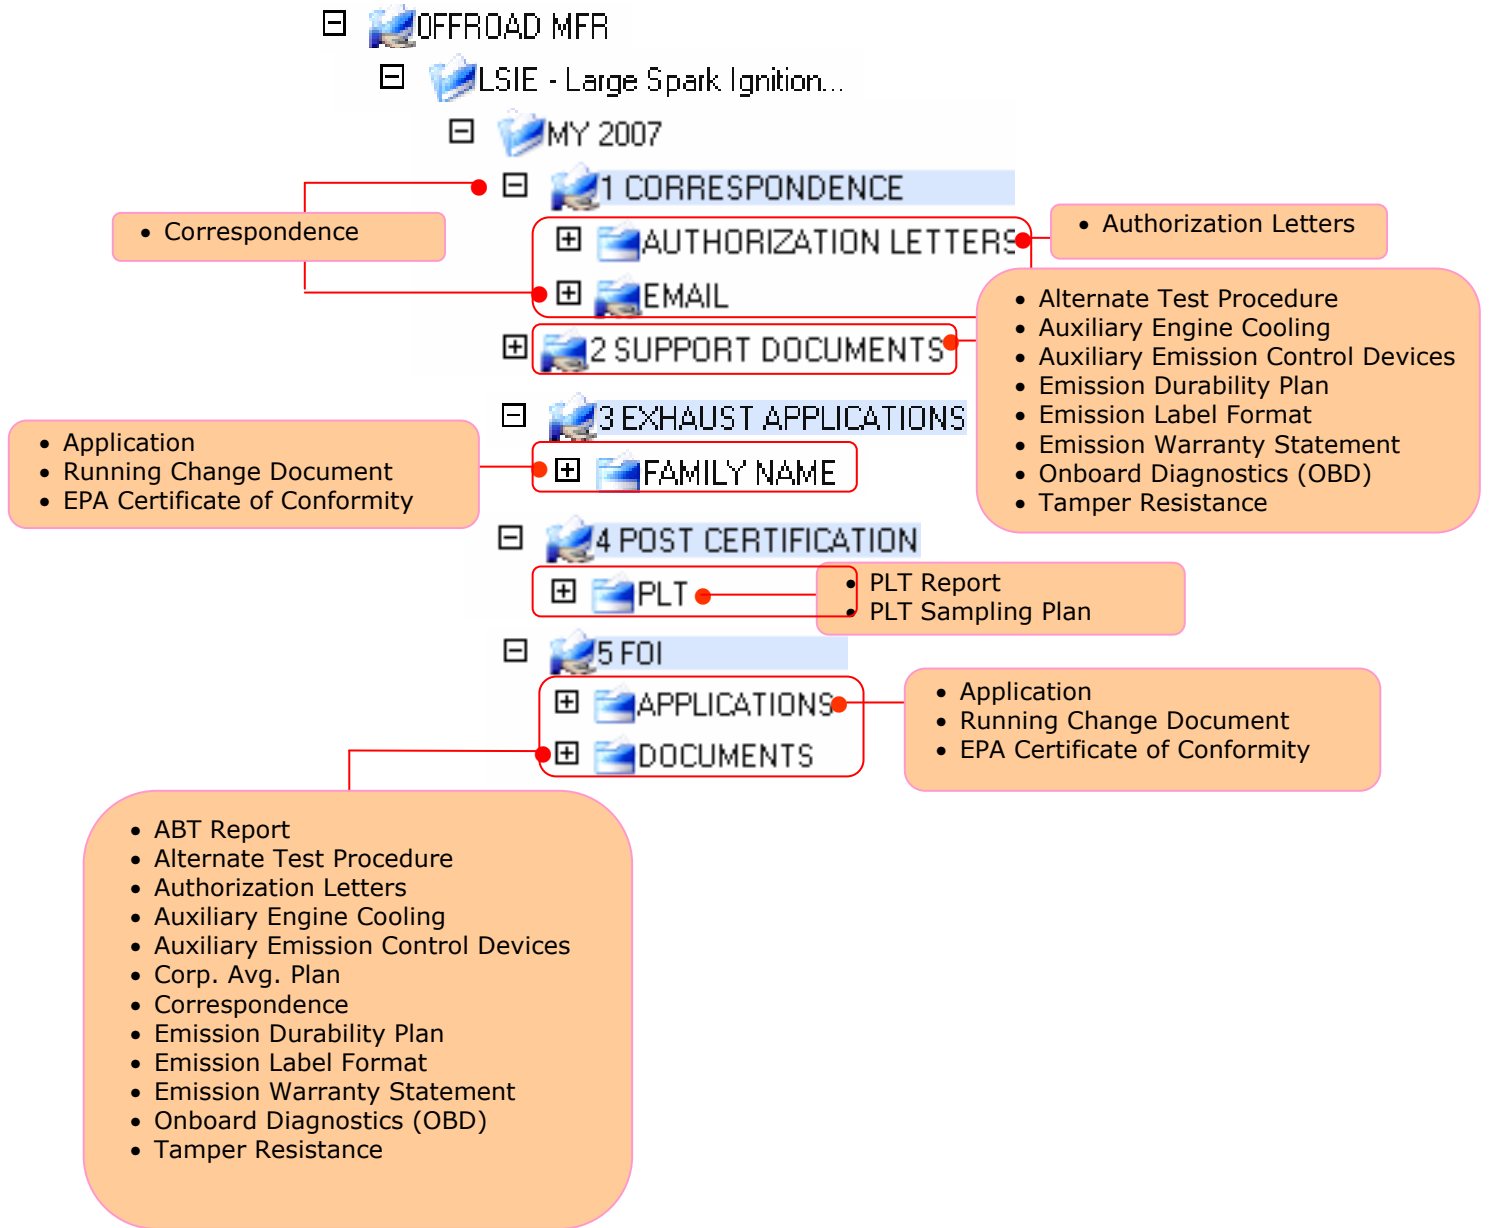 OFFROAD MFR
LSIE - Large Spark Ignition...
MY 2007
1 CORRESPONDENCE
• Correspondence
AUTHORIZATION LETTERS
• Authorization Letters
EMAIL
2 SUPPORT DOCUMENTS
• Alternate Test Procedure
• Auxiliary Engine Cooling
• Auxiliary Emission Control Devices
• Emission Durability Plan
• Emission Label Format
• Emission Warranty Statement
• Onboard Diagnostics (OBD)
• Tamper Resistance
3 EXHAUST APPLICATIONS
FAMILY NAME
• Application
• Running Change Document
• EPA Certificate of Conformity
4 POST CERTIFICATION
PLT
• PLT Report
• PLT Sampling Plan
5 FOI
APPLICATIONS
• Application
• Running Change Document
• EPA Certificate of Conformity
DOCUMENTS
• ABT Report
• Alternate Test Procedure
• Authorization Letters
• Auxiliary Engine Cooling
• Auxiliary Emission Control Devices
• Corp. Avg. Plan
• Correspondence
• Emission Durability Plan
• Emission Label Format
• Emission Warranty Statement
• Onboard Diagnostics (OBD)
• Tamper Resistance